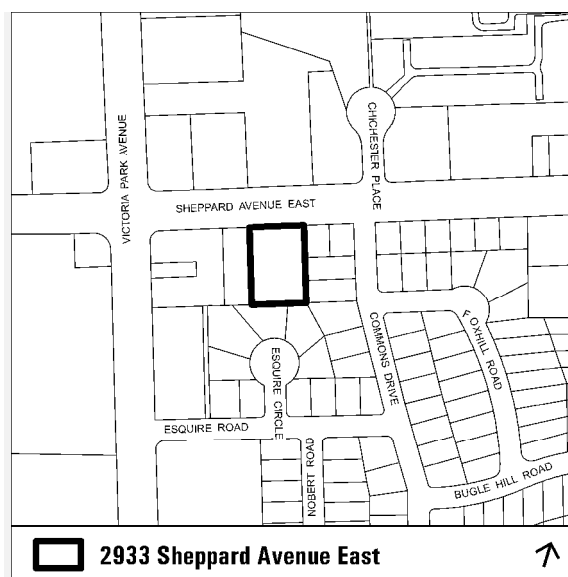 CHICHESTER PLACE
VICTORIA PARK AVENUE
SHEPPARD AVENUE EAST
FOXHILL ROAD
COMMONS DRIVE
ESQUIRE CIRCLE
ESQUIRE ROAD
NOBERT ROAD
BUGLE HILL ROAD
2933 Sheppard Avenue East